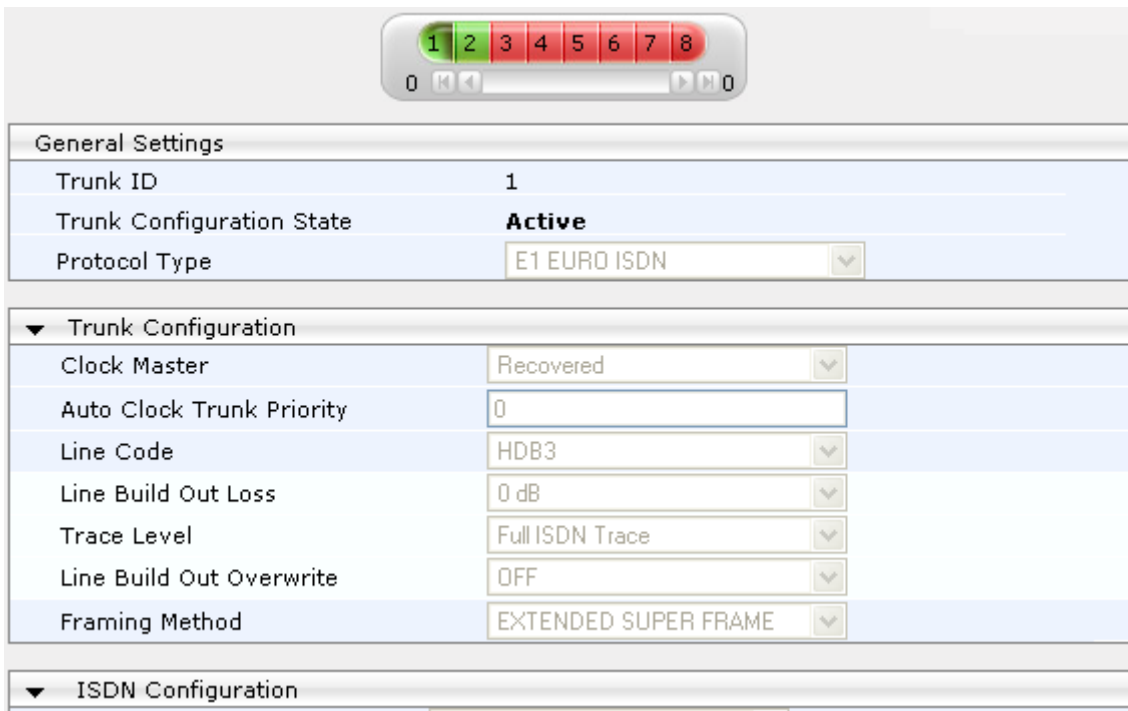 1 2 3 4 5 6 7 8
0 0
General Settings
Trunk ID 1
Trunk Configuration State Active
Protocol Type E1 EURO ISDN
Trunk Configuration
Clock Master Recovered
Auto Clock Trunk Priority 0
Line Code HDB3
Line Build Out Loss 0 dB
Trace Level Full ISDN Trace
Line Build Out Overwrite OFF
Framing Method EXTENDED SUPER FRAME
ISDN Configuration